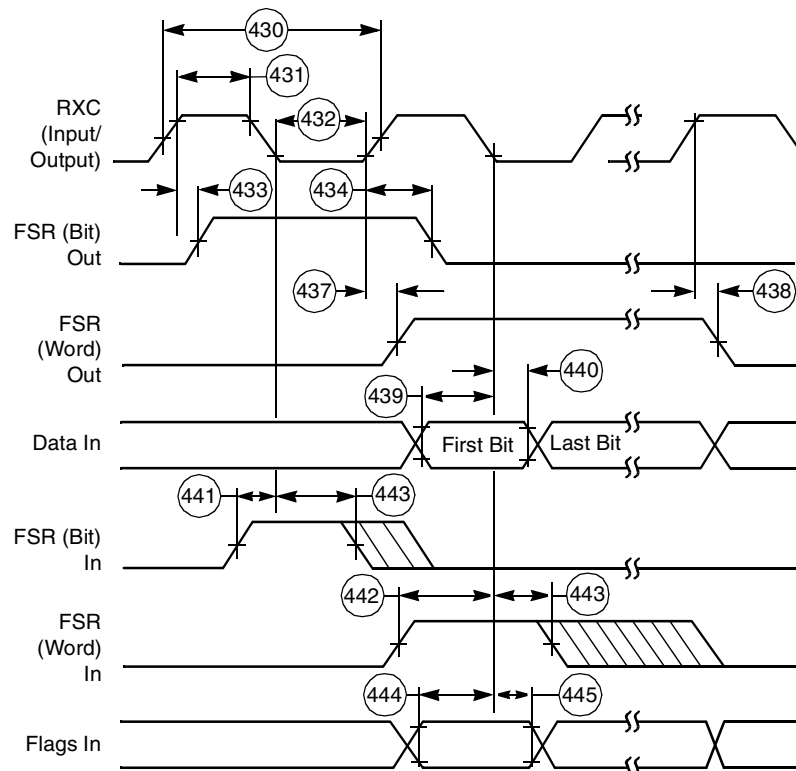 430
431
RXC
(Input/
Output)
432
433
434
FSR (Bit)
Out
437
438
FSR
(Word)
Out
439
440
Data In
First Bit
Last Bit
441
443
FSR (Bit)
In
442
443
FSR
(Word)
In
444
445
Flags In